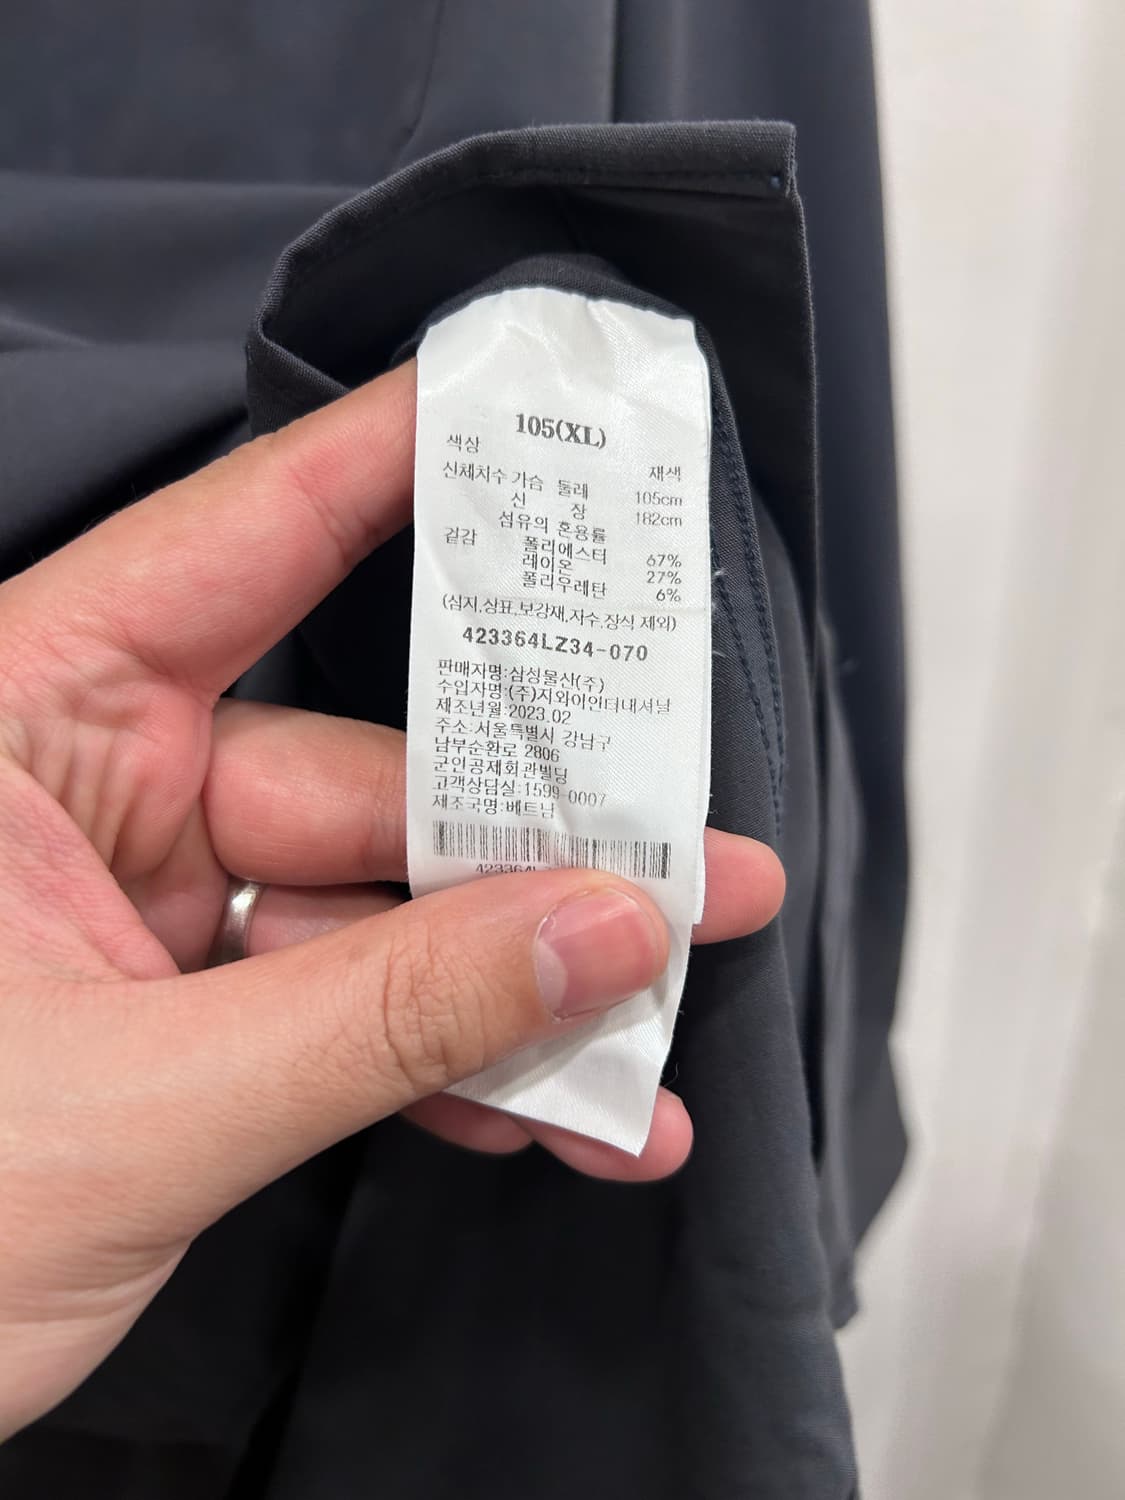 105(XL)
색상 재색
신체치수 가슴 둘레 105cm
신 장 182cm
섬유의 혼용률
겉감 폴리에스터 67%
레이온 27%
폴리우레탄 6%
(심지,상표,보강재,자수,장식 제외)
423364LZ34-070
판매자명:삼성물산(주)
수입자명:(주)지와이인터내셔날
제조년월:2023.02
주소:서울특별시 강남구
남부순환로 2806
군인공제회관빌딩
고객상담실:1599-0007
제조국명:베트남
423364L